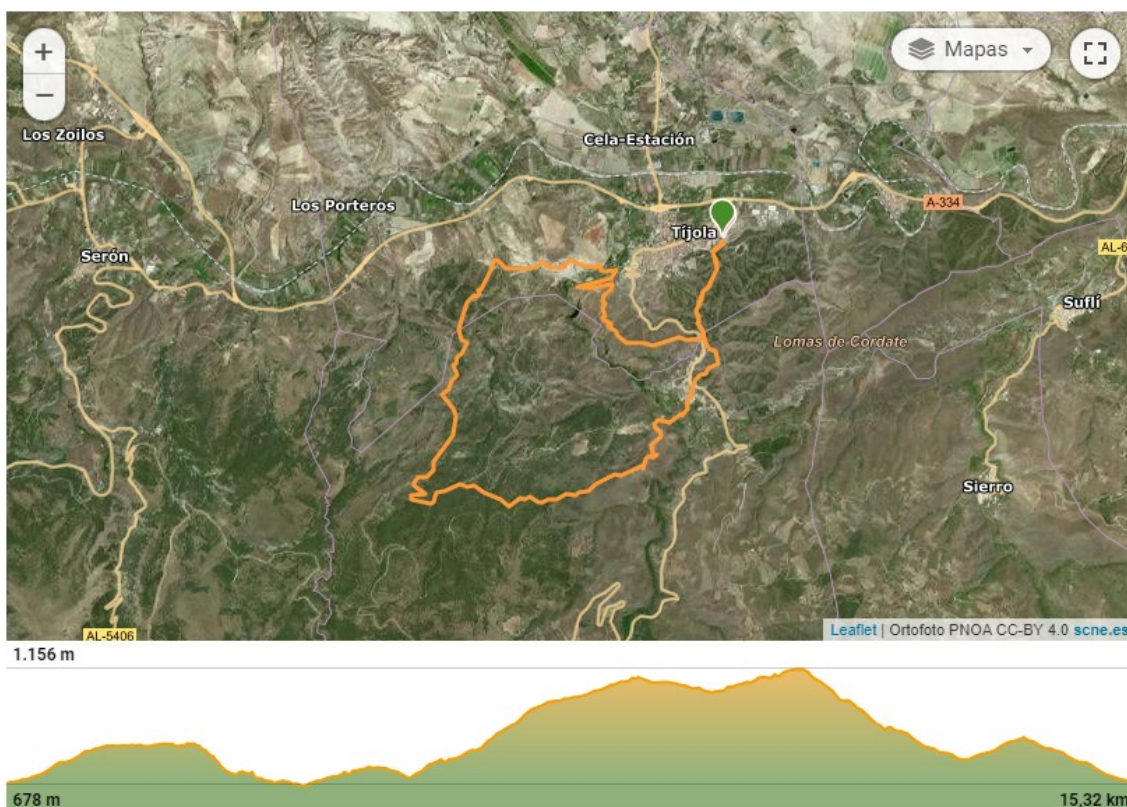 +
−
Mapas
Los Zoilos
Cela-Estación
Los Porteros
A-334
Tíjola
Serón
AL-6
Suflí
Lomas de Cordate
Sierro
AL-5406
Leaflet | Ortofoto PNOA CC-BY 4.0 scne.es
1.156 m
678 m
15,32 km